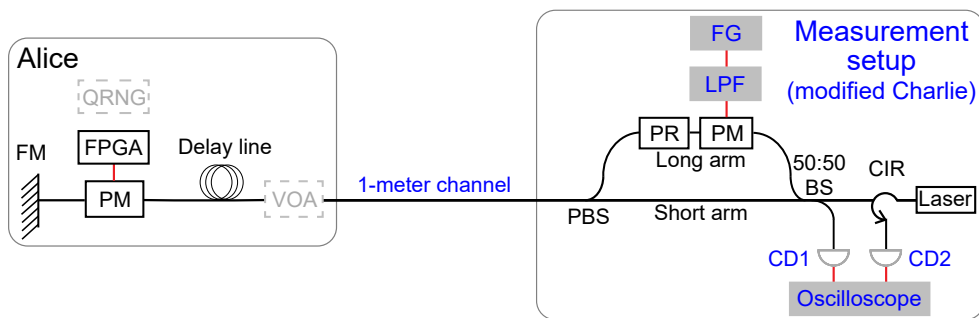 Alice
QRNG
FM
FPGA
Delay line
PM
VOA
1-meter channel
FG
Measurement
setup
(modified Charlie)
LPF
PR
PM
Long arm
50:50
BS
CIR
Laser
PBS
Short arm
CD1
CD2
Oscilloscope